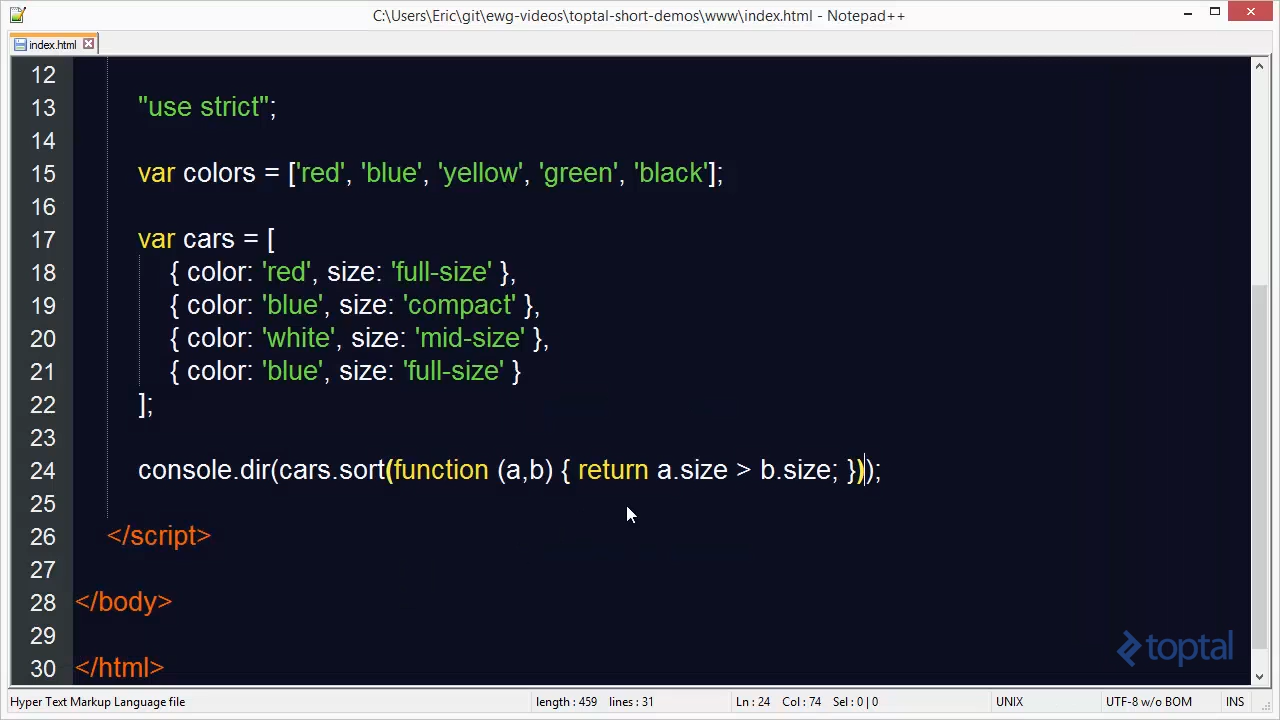 C:\Users\Eric\git\ewg-videos\toptal-short-demos\www\index.html - Notepad++
index.html
12
13 "use strict";
14
15 var colors = ['red', 'blue', 'yellow', 'green', 'black'];
16
17 var cars = [
18 { color: 'red', size: 'full-size' },
19 { color: 'blue', size: 'compact' },
20 { color: 'white', size: 'mid-size' },
21 { color: 'blue', size: 'full-size' }
22 ];
23
24 console.dir(cars.sort(function (a,b) { return a.size > b.size; }));
25
26 </script>
27
28 </body>
29
30 </html>
toptal
Hyper Text Markup Language file length : 459 lines : 31 Ln : 24 Col : 74 Sel : 0 | 0 UNIX UTF-8 w/o BOM INS